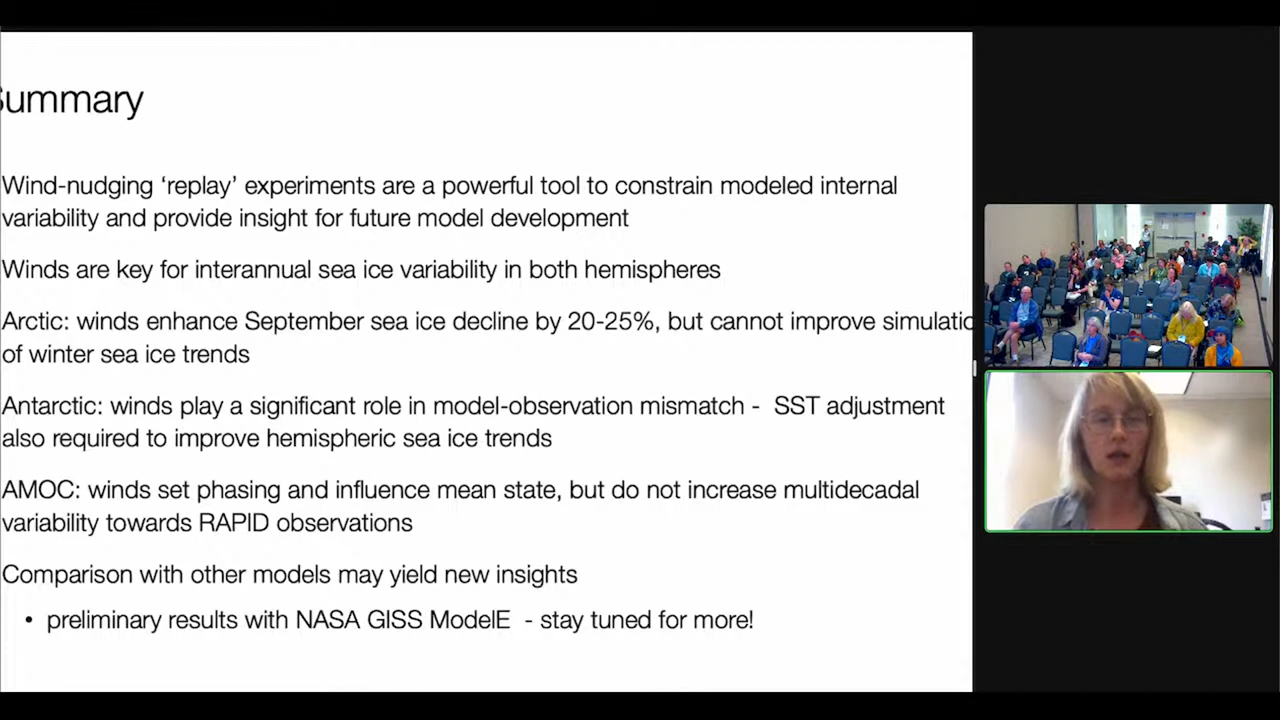 Summary
Wind-nudging ‘replay’ experiments are a powerful tool to constrain modeled internal
variability and provide insight for future model development
Winds are key for interannual sea ice variability in both hemispheres
Arctic: winds enhance September sea ice decline by 20-25%, but cannot improve simulatio
of winter sea ice trends
Antarctic: winds play a significant role in model-observation mismatch - SST adjustment
also required to improve hemispheric sea ice trends
AMOC: winds set phasing and influence mean state, but do not increase multidecadal
variability towards RAPID observations
Comparison with other models may yield new insights
• preliminary results with NASA GISS ModelE - stay tuned for more!